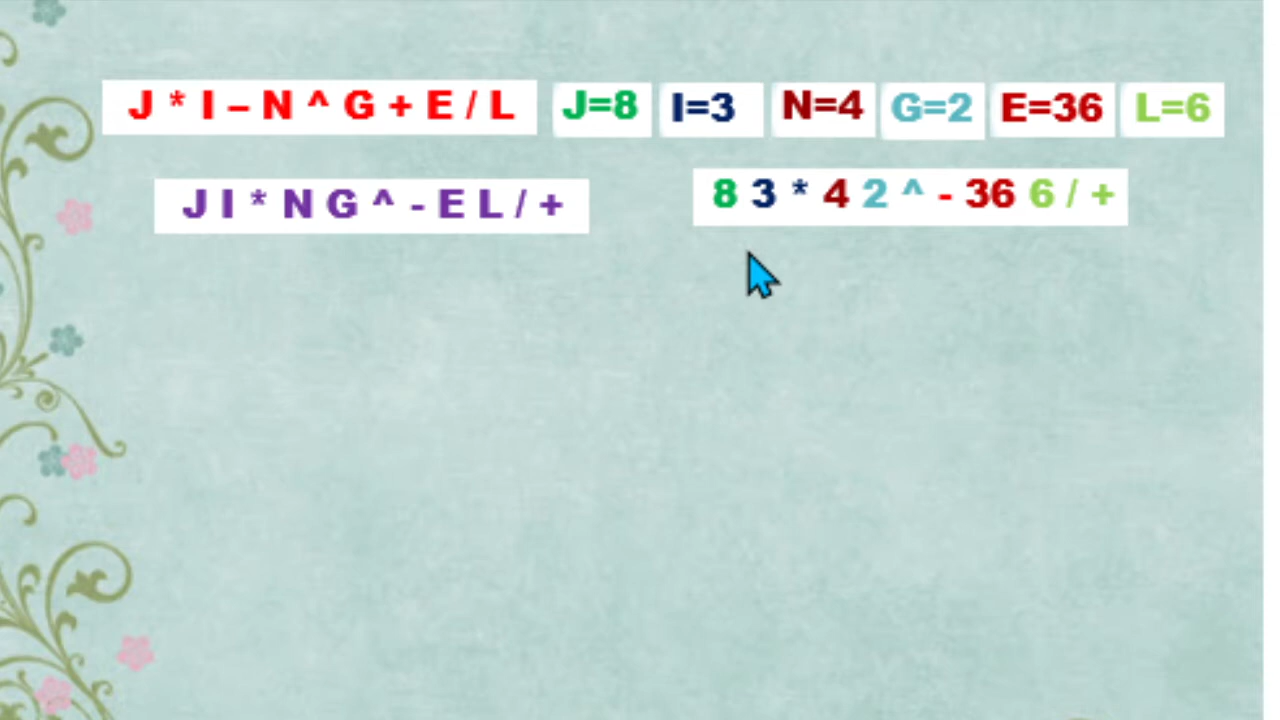 J * I – N ^ G + E / L J=8 I=3 N=4 G=2 E=36 L=6
J I * N G ^ - E L / + 8 3 * 4 2 ^ - 36 6 / +